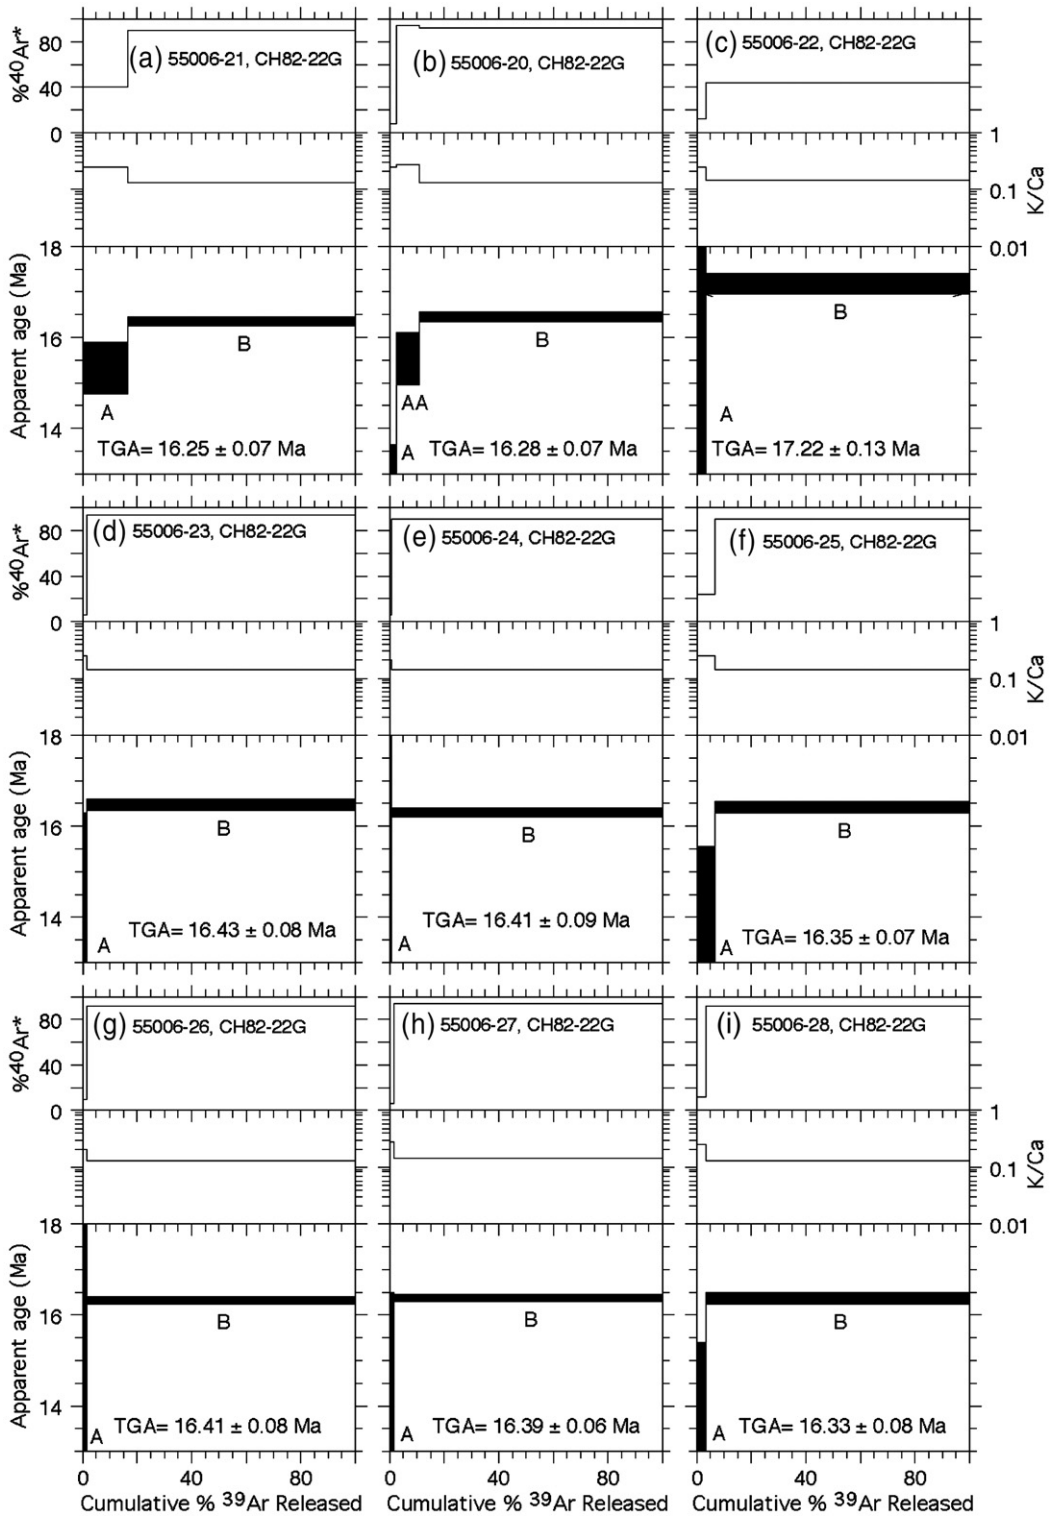 %40Ar*
80
40
0
(a) 55006-21, CH82-22G
(b) 55006-20, CH82-22G
(c) 55006-22, CH82-22G
1
0.1
0.01
K/Ca
Apparent age (Ma)
18
16
14
A
B
TGA= 16.25 ± 0.07 Ma
A
AA
B
TGA= 16.28 ± 0.07 Ma
A
B
TGA= 17.22 ± 0.13 Ma
%40Ar*
80
40
0
(d) 55006-23, CH82-22G
(e) 55006-24, CH82-22G
(f) 55006-25, CH82-22G
1
0.1
0.01
K/Ca
Apparent age (Ma)
18
16
14
A
B
TGA= 16.43 ± 0.08 Ma
A
B
TGA= 16.41 ± 0.09 Ma
A
B
TGA= 16.35 ± 0.07 Ma
%40Ar*
80
40
0
(g) 55006-26, CH82-22G
(h) 55006-27, CH82-22G
(i) 55006-28, CH82-22G
1
0.1
0.01
K/Ca
Apparent age (Ma)
18
16
14
A
B
TGA= 16.41 ± 0.08 Ma
A
B
TGA= 16.39 ± 0.06 Ma
A
B
TGA= 16.33 ± 0.08 Ma
0 40 80
0 40 80
0 40 80
Cumulative % 39Ar Released
Cumulative % 39Ar Released
Cumulative % 39Ar Released